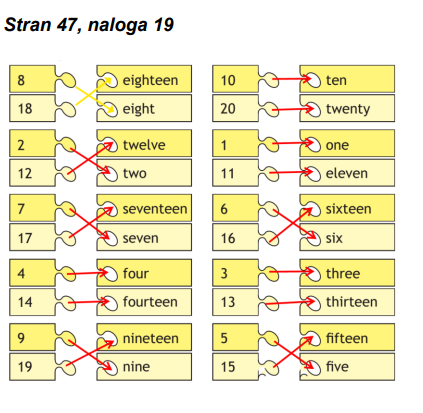 Stran 47, naloga 19
8 eighteen 10 ten
18 eight 20 twenty
2 twelve 1 one
12 two 11 eleven
7 seventeen 6 sixteen
17 seven 16 six
4 four 3 three
14 fourteen 13 thirteen
9 nineteen 5 fifteen
19 nine 15 five